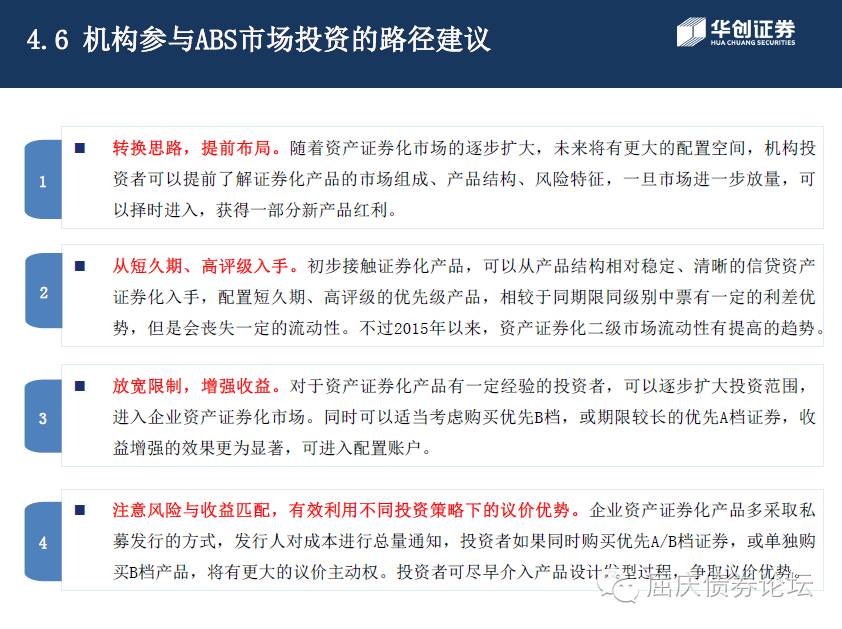 4.6 机构参与ABS市场投资的路径建议
华创证券
HUA CHUANG SECURITIES
1
■ 转换思路，提前布局。随着资产证券化市场的逐步扩大，未来将有更大的配置空间，机构投
资者可以提前了解证券化产品的市场组成、产品结构、风险特征，一旦市场进一步放量，可
以择时进入，获得一部分新产品红利。
2
■ 从短久期、高评级入手。初步接触证券化产品，可以从产品结构相对稳定、清晰的信贷资产
证券化入手，配置短久期、高评级的优先级产品，相较于同期限同级别中票有一定的利差优
势，但是会丧失一定的流动性。不过2015年以来，资产证券化二级市场流动性有提高的趋势。
3
■ 放宽限制，增强收益。对于资产证券化产品有一定经验的投资者，可以逐步扩大投资范围，
进入企业资产证券化市场。同时可以适当考虑购买优先B档，或期限较长的优先A档证券，收
益增强的效果更为显著，可进入配置账户。
4
■ 注意风险与收益匹配，有效利用不同投资策略下的议价优势。企业资产证券化产品多采取私
募发行的方式，发行人对成本进行总量通知，投资者如果同时购买优先A/B档证券，或单独购
买B档产品，将有更大的议价主动权。投资者可尽早介入产品设计发型过程，争取议价优势。
屈庆债券论坛